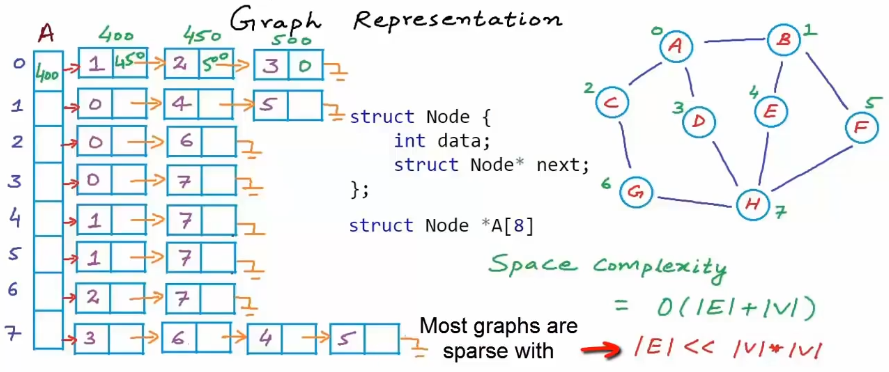 Graph Representation
A
400 450 500
0 400 1 450 2 500 3 0
1 0 4 5
2 0 6
3 0 7
4 1 7
5 1 7
6 2 7
7 3 6 4 5
struct Node {
int data;
struct Node* next;
};
struct Node *A[8]
0 A
B 1
2 C
3 D
4 E
5 F
6 G
H 7
Space Complexity
= O(|E|+|V|)
Most graphs are
sparse with
|E| << |V|*|V|